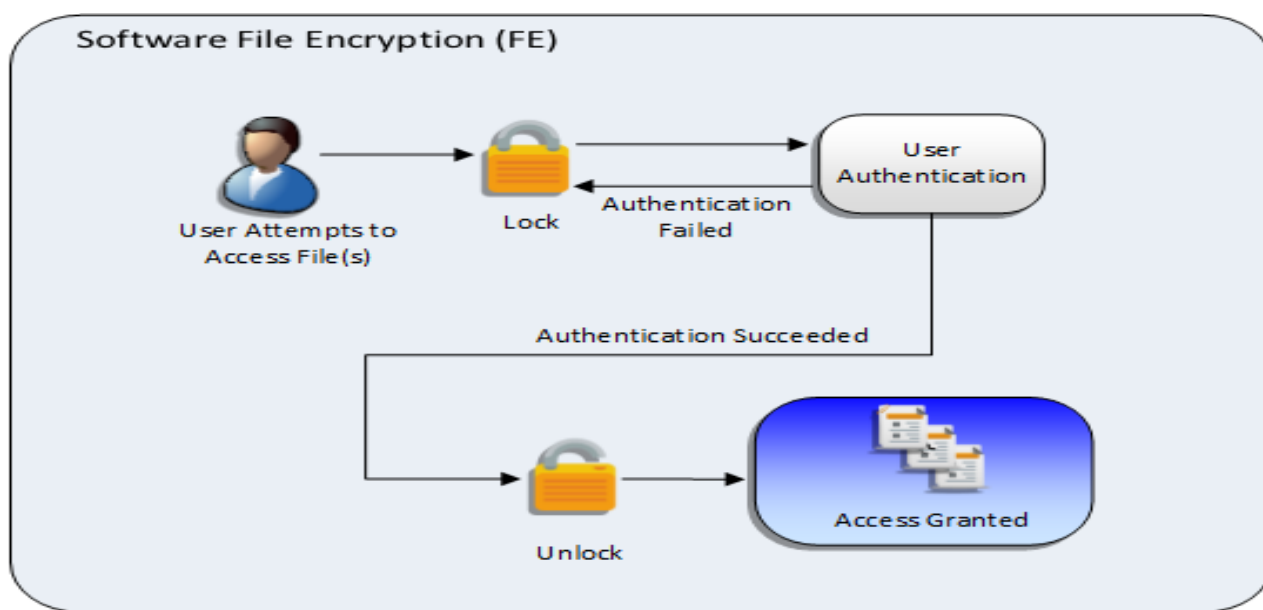 Software File Encryption (FE)
User
Authentication
Authentication
Failed
Lock
User Attempts to
Access File(s)
Authentication Succeeded
Access Granted
Unlock